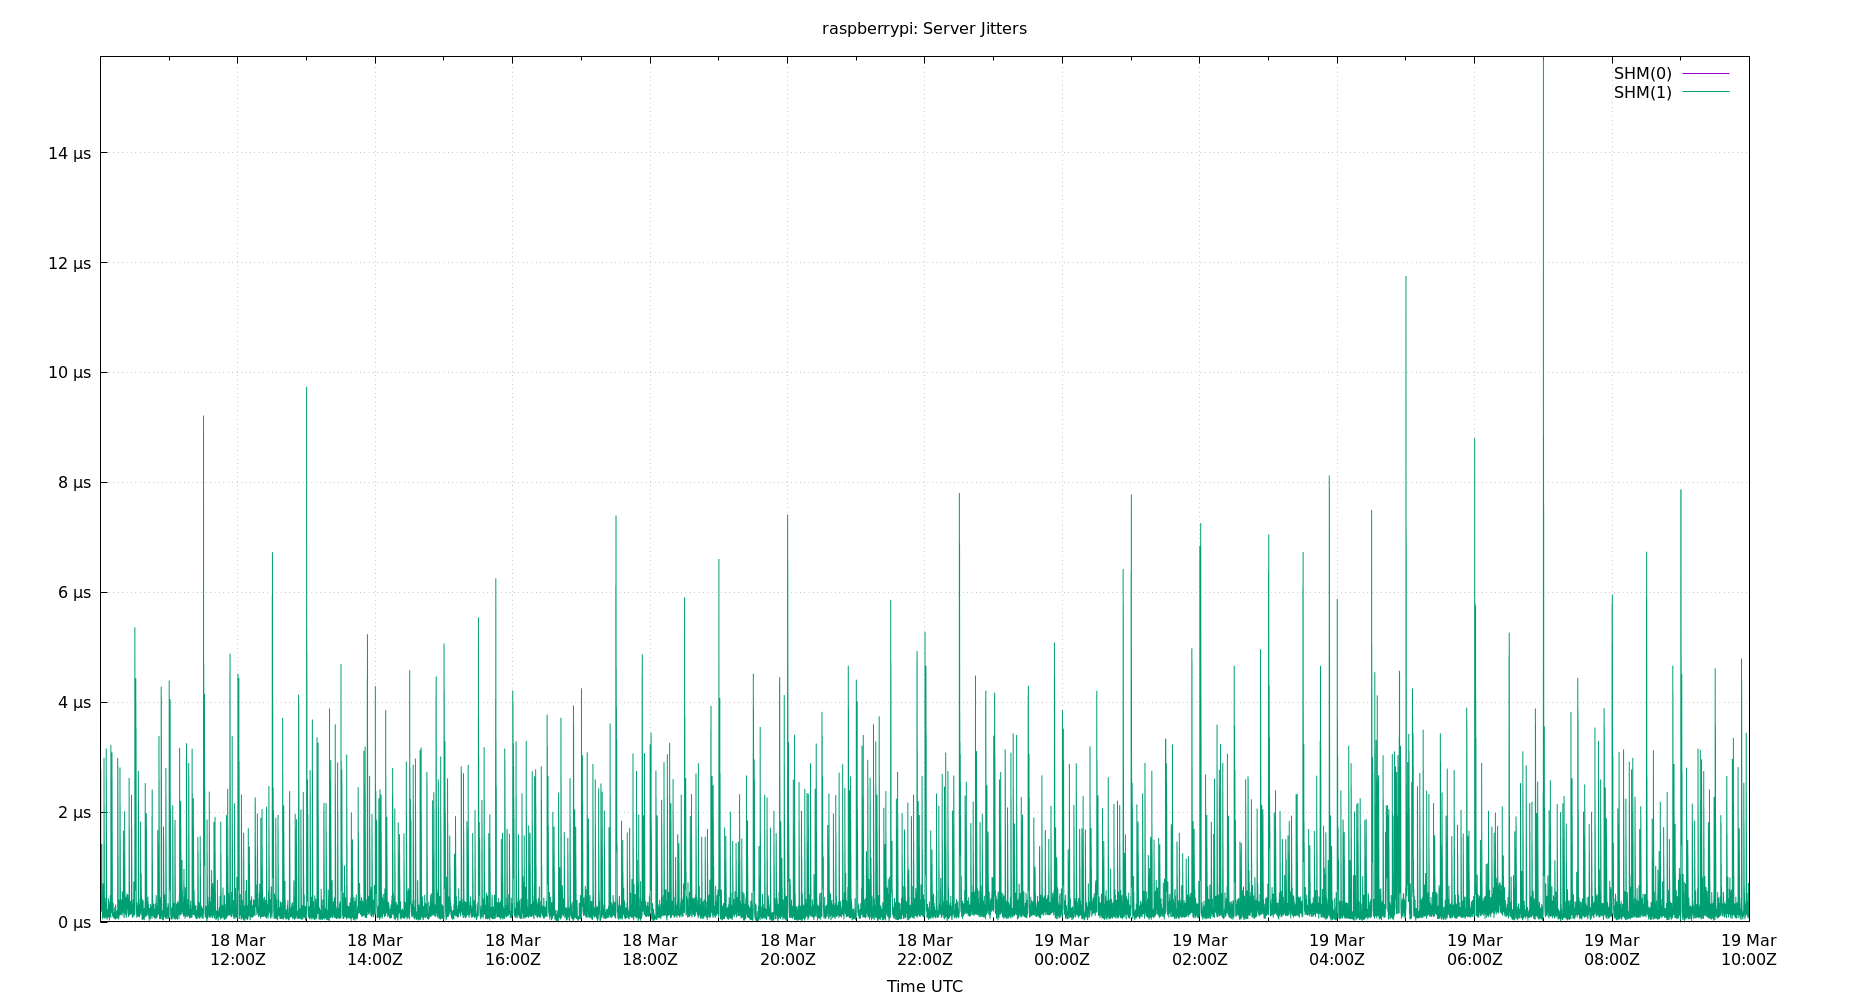 raspberrypi: Server Jitters
SHM(0)
SHM(1)
14 µs
12 µs
10 µs
8 µs
6 µs
4 µs
2 µs
0 µs
18 Mar 12:00Z
18 Mar 14:00Z
18 Mar 16:00Z
18 Mar 18:00Z
18 Mar 20:00Z
18 Mar 22:00Z
19 Mar 00:00Z
19 Mar 02:00Z
19 Mar 04:00Z
19 Mar 06:00Z
19 Mar 08:00Z
19 Mar 10:00Z
Time UTC